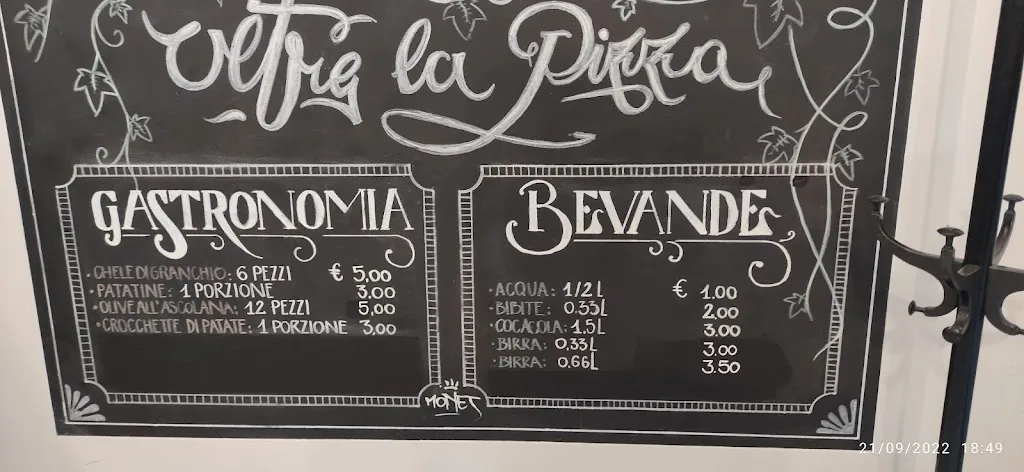 Oltre la Pizza
GASTRONOMIA
· CHELE DI GRANCHIO: 6 PEZZI € 5,00
· PATATINE: 1 PORZIONE 3.00
· OLIVE ALL'ASCOLANA: 12 PEZZI 5,00
· CROCCHETTE DI PATATE: 1 PORZIONE 3,00
BEVANDE
· ACQUA: 1/2 L € 1.00
· BIBITE: 0.33L 2,00
· COCACOLA: 1.5L 3.00
· BIRRA: 0,33L 3.00
· BIRRA: 0,66L 3.50
MONET
21/09/2022 18:49